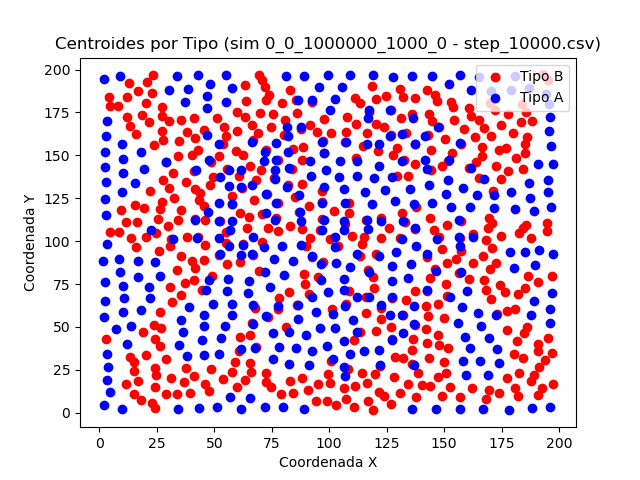 Centroides por Tipo (sim 0_0_1000000_1000_0 - step_10000.csv)
Tipo B
Tipo A
Coordenada Y
200
175
150
125
100
75
50
25
0
0 25 50 75 100 125 150 175 200
Coordenada X